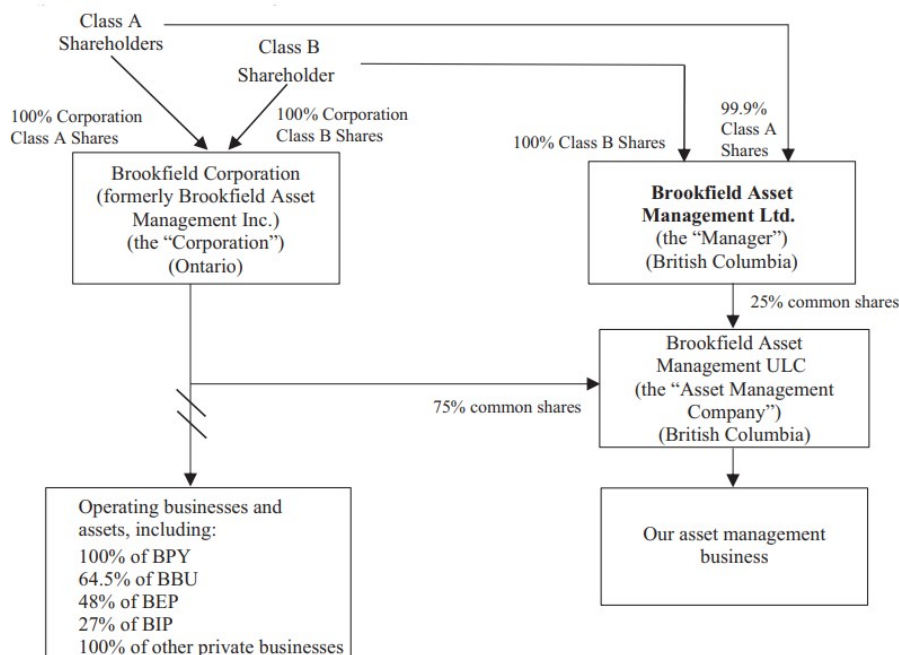 Class A
Shareholders
Class B
Shareholder
100% Corporation
Class A Shares
100% Corporation
Class B Shares
100% Class B Shares
99.9%
Class A
Shares
Brookfield Corporation
(formerly Brookfield Asset
Management Inc.)
(the “Corporation”)
(Ontario)
Brookfield Asset
Management Ltd.
(the “Manager”)
(British Columbia)
25% common shares
Brookfield Asset
Management ULC
(the “Asset Management
Company”)
(British Columbia)
75% common shares
Operating businesses and
assets, including:
100% of BPY
64.5% of BBU
48% of BEP
27% of BIP
100% of other private businesses
Our asset management
business